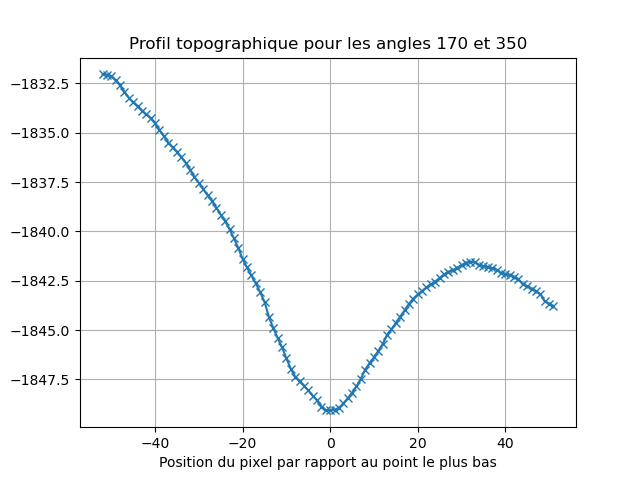 Profil topographique pour les angles 170 et 350
−1832.5
−1835.0
−1837.5
−1840.0
−1842.5
−1845.0
−1847.5
−40 −20 0 20 40
Position du pixel par rapport au point le plus bas